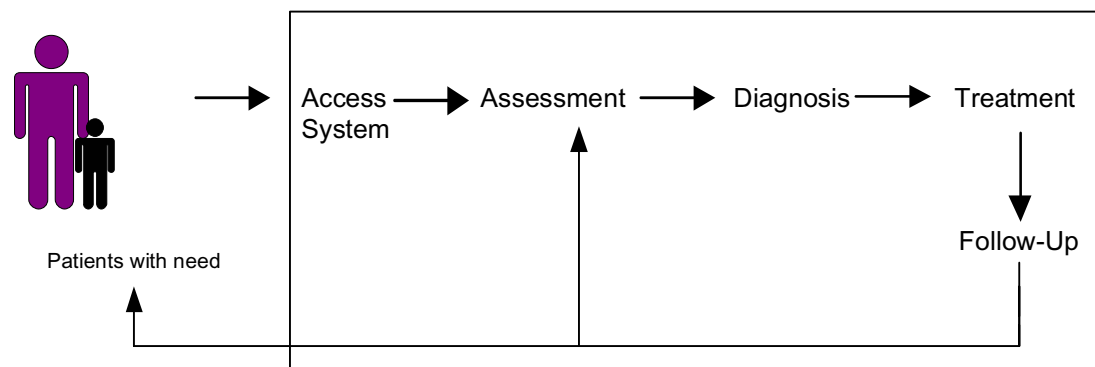 Access
System
Assessment
Diagnosis
Treatment
Follow-Up
Patients with need